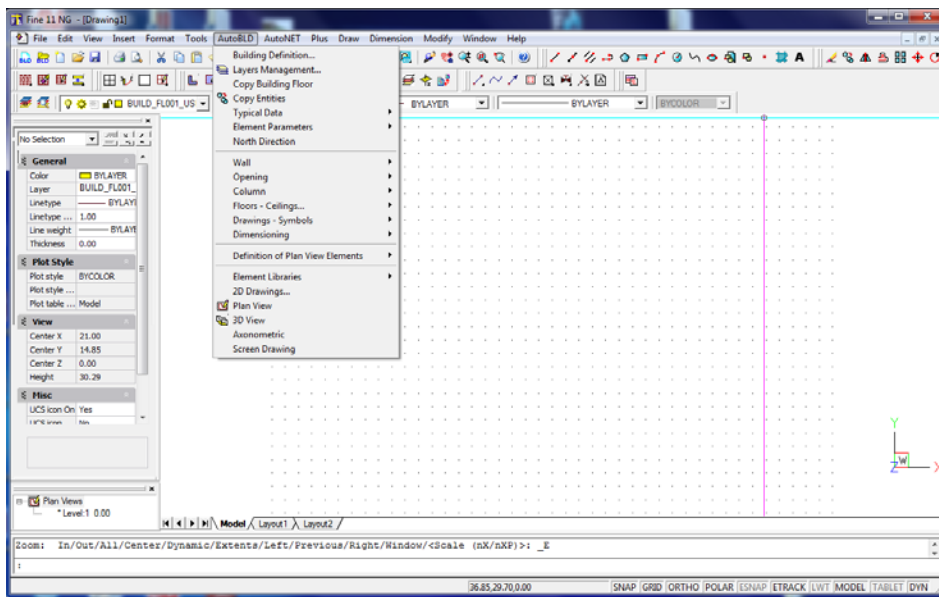 Fine 11 NG - [Drawing1]
File Edit View Insert Format Tools AutoBLD AutoNET Plus Draw Dimension Modify Window Help
BUILD_FL001_US
BYLAYER
BYLAYER
BYCOLOR
Building Definition...
Layers Management...
Copy Building Floor
Copy Entities
Typical Data
Element Parameters
North Direction
Wall
Opening
Column
Floors - Ceilings...
Drawings - Symbols
Dimensioning
Definition of Plan View Elements
Element Libraries
2D Drawings...
Plan View
3D View
Axonometric
Screen Drawing
No Selection
General
Color BYLAYER
Layer BUILD_FL001_
Linetype BYLAYI
Linetype ... 1.00
Line weight BYLAYE
Thickness 0.00
Plot Style
Plot style BYCOLOR
Plot style ...
Plot table ... Model
View
Center X 21.00
Center Y 14.85
Center Z 0.00
Height 30.29
Misc
UCS icon On Yes
UCS icon No
Plan Views
*Level:1 0.00
Y
W
Z X
Model Layout1 Layout2
Zoom: In/Out/All/Center/Dynamic/Extents/Left/Previous/Right/Window/<Scale (nX/nXP)>: _E
:
36.85,29.70,0.00 SNAP GRID ORTHO POLAR ESNAP ETRACK LWT MODEL TABLET DYN